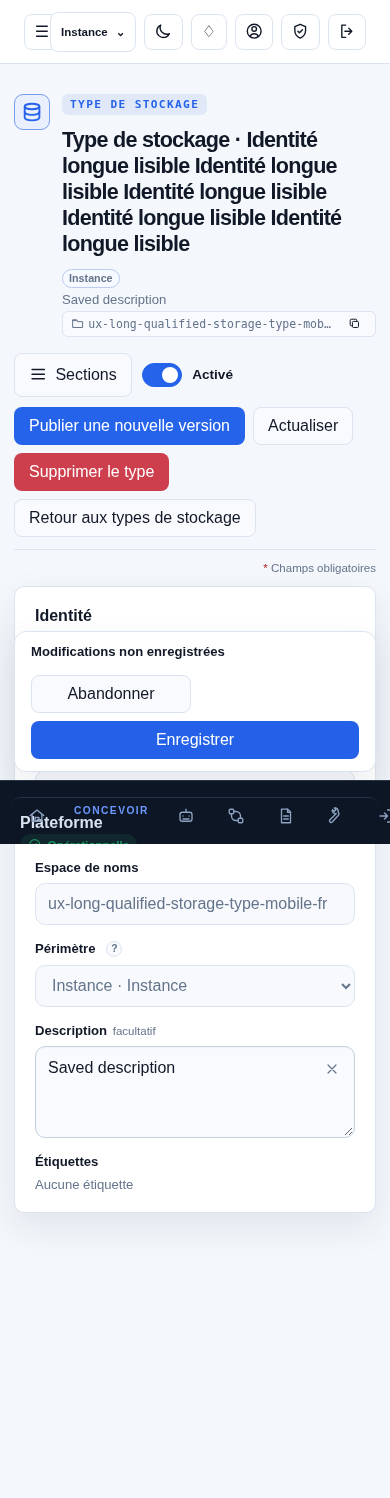 Instance
TYPE DE STOCKAGE
Type de stockage · Identité
longue lisible Identité longue
lisible Identité longue lisible
Identité longue lisible Identité
longue lisible
Instance
Saved description
ux-long-qualified-storage-type-mob…
Sections
Activé
Publier une nouvelle version
Actualiser
Supprimer le type
Retour aux types de stockage
* Champs obligatoires
Identité
Modifications non enregistrées
Abandonner
Enregistrer
CONCEVOIR
Plateforme
Opérationnelle
Espace de noms
ux-long-qualified-storage-type-mobile-fr
Périmètre ?
Instance · Instance
Description facultatif
Saved description
Étiquettes
Aucune étiquette